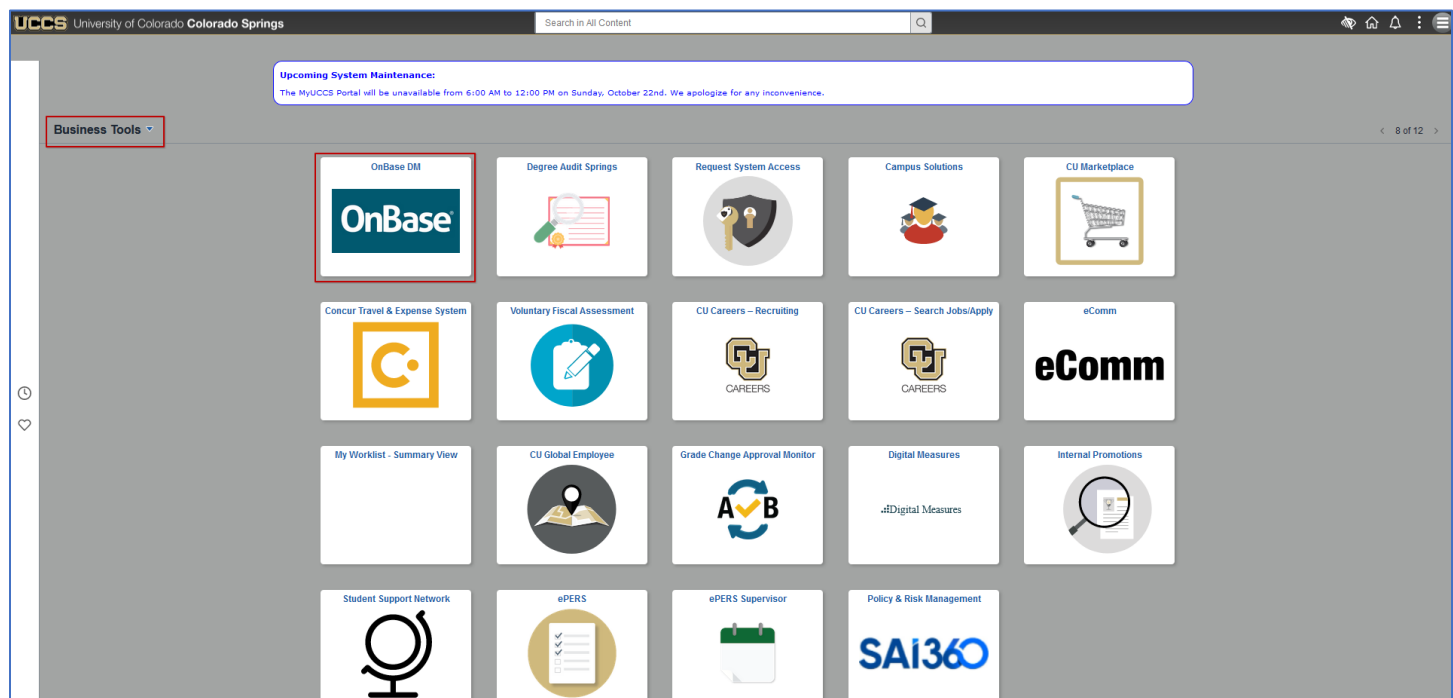 UCCS University of Colorado Colorado Springs
Search in All Content
Upcoming System Maintenance:
The MyUCCS Portal will be unavailable from 6:00 AM to 12:00 PM on Sunday, October 22nd. We apologize for any inconvenience.
Business Tools
8 of 12
OnBase DM
OnBase
Degree Audit Springs
Request System Access
Campus Solutions
CU Marketplace
Concur Travel & Expense System
C
Voluntary Fiscal Assessment
CU Careers – Recruiting
CU
CAREERS
CU Careers – Search Jobs/Apply
CU
CAREERS
eComm
eComm
My Worklist - Summary View
CU Global Employee
Grade Change Approval Monitor
A B
Digital Measures
.:!Digital Measures
Internal Promotions
Student Support Network
ePERS
ePERS Supervisor
Policy & Risk Management
SAI360